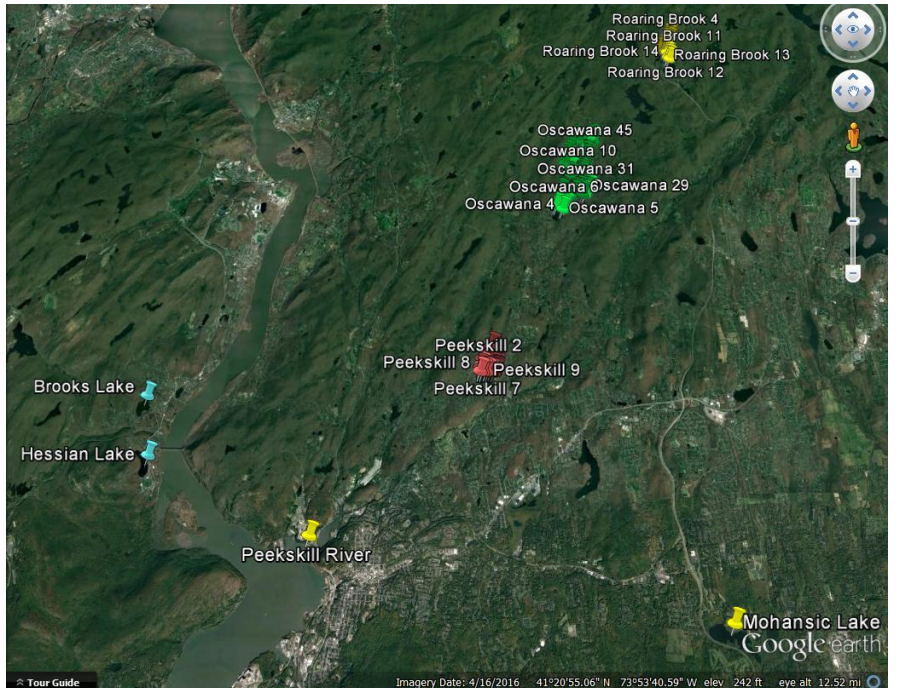 Roaring Brook 4
Roaring Brook 11
Roaring Brook 14
Roaring Brook 13
Roaring Brook 12
Oscawana 45
Oscawana 10
Oscawana 31
Oscawana 6
Oscawana 29
Oscawana 4
Oscawana 5
Peekskill 2
Peekskill 8
Peekskill 9
Peekskill 7
Brooks Lake
Hessian Lake
Peekskill River
Mohansic Lake
Google earth
Tour Guide
Imagery Date: 4/16/2016 41°20'55.06" N 73°53'40.59" W elev 242 ft eye alt 12.52 mi